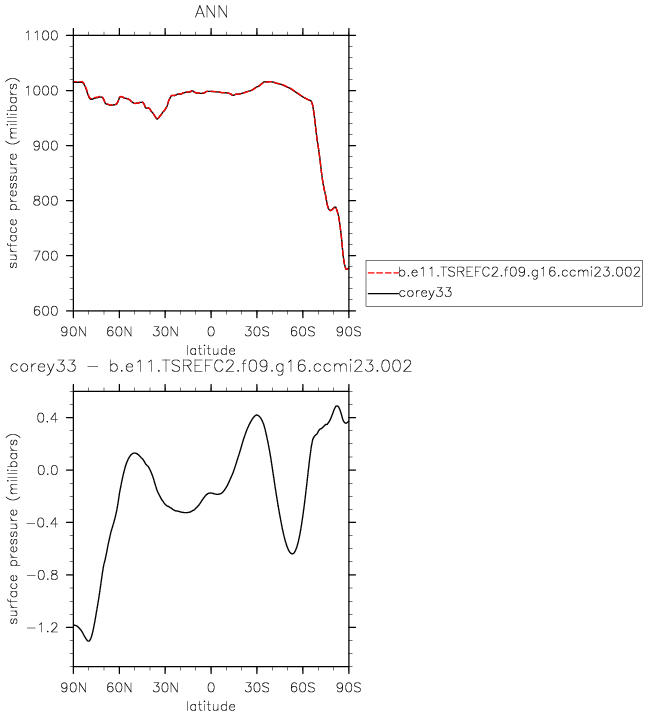 ANN
1100
1000
900
800
700
600
surface pressure (millibars)
90N 60N 30N 0 30S 60S 90S
latitude
b.e11.TSREFC2.f09.g16.ccmi23.002
corey33
corey33 − b.e11.TSREFC2.f09.g16.ccmi23.002
0.4
0.0
−0.4
−0.8
−1.2
surface pressure (millibars)
90N 60N 30N 0 30S 60S 90S
latitude